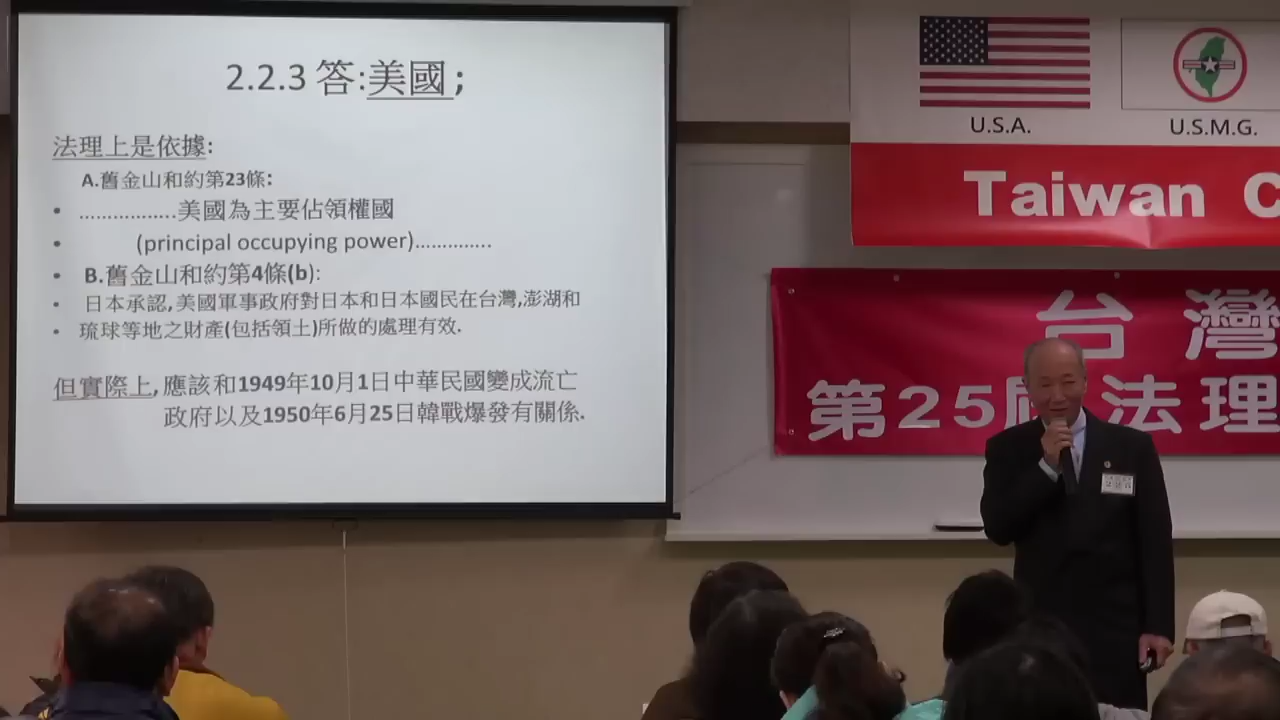 2.2.3 答:美國;
法理上是依據:
A.舊金山和約第23條:
• ……………..美國為主要佔領權國
• (principal occupying power)…………..
• B.舊金山和約第4條(b):
• 日本承認,美國軍事政府對日本和日本國民在台灣,澎湖和
• 琉球等地之財產(包括領土)所做的處理有效.
但實際上,應該和1949年10月1日中華民國變成流亡
政府以及1950年6月25日韓戰爆發有關係.
U.S.A.
U.S.M.G.
Taiwan C
台灣
第25屆法理